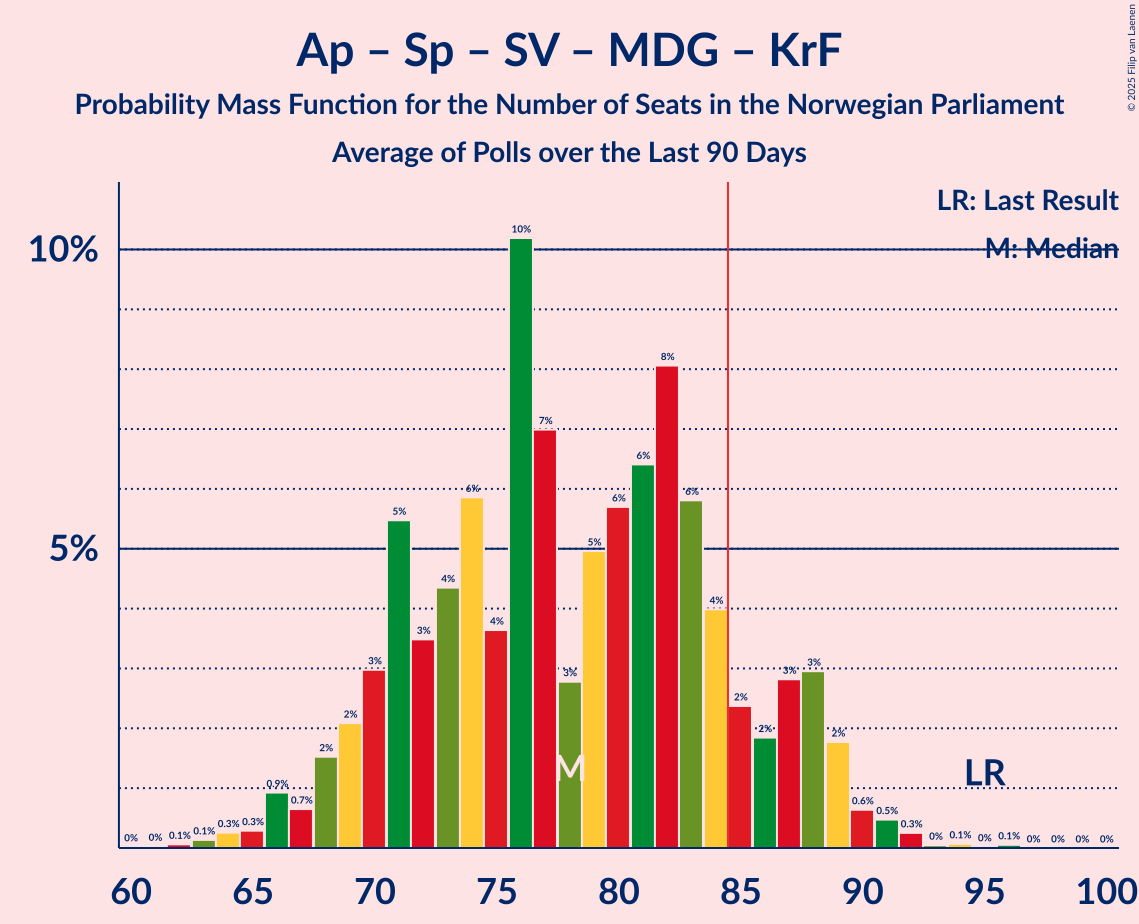 Ap – Sp – SV – MDG – KrF
Probability Mass Function for the Number of Seats in the Norwegian Parliament
Average of Polls over the Last 90 Days
© 2025 Filip van Laenen
LR: Last Result
M: Median
10%
5%
0% 0% 0.1% 0.1% 0.3% 0.3% 0.9% 0.7% 2% 2% 3% 5% 3% 4% 6% 4% 10% 7% 3% 5% 6% 6% 8% 6% 4% 2% 2% 3% 3% 2% 0.6% 0.5% 0.3% 0% 0.1% 0% 0.1% 0% 0% 0% 0%
M
LR
60 65 70 75 80 85 90 95 100